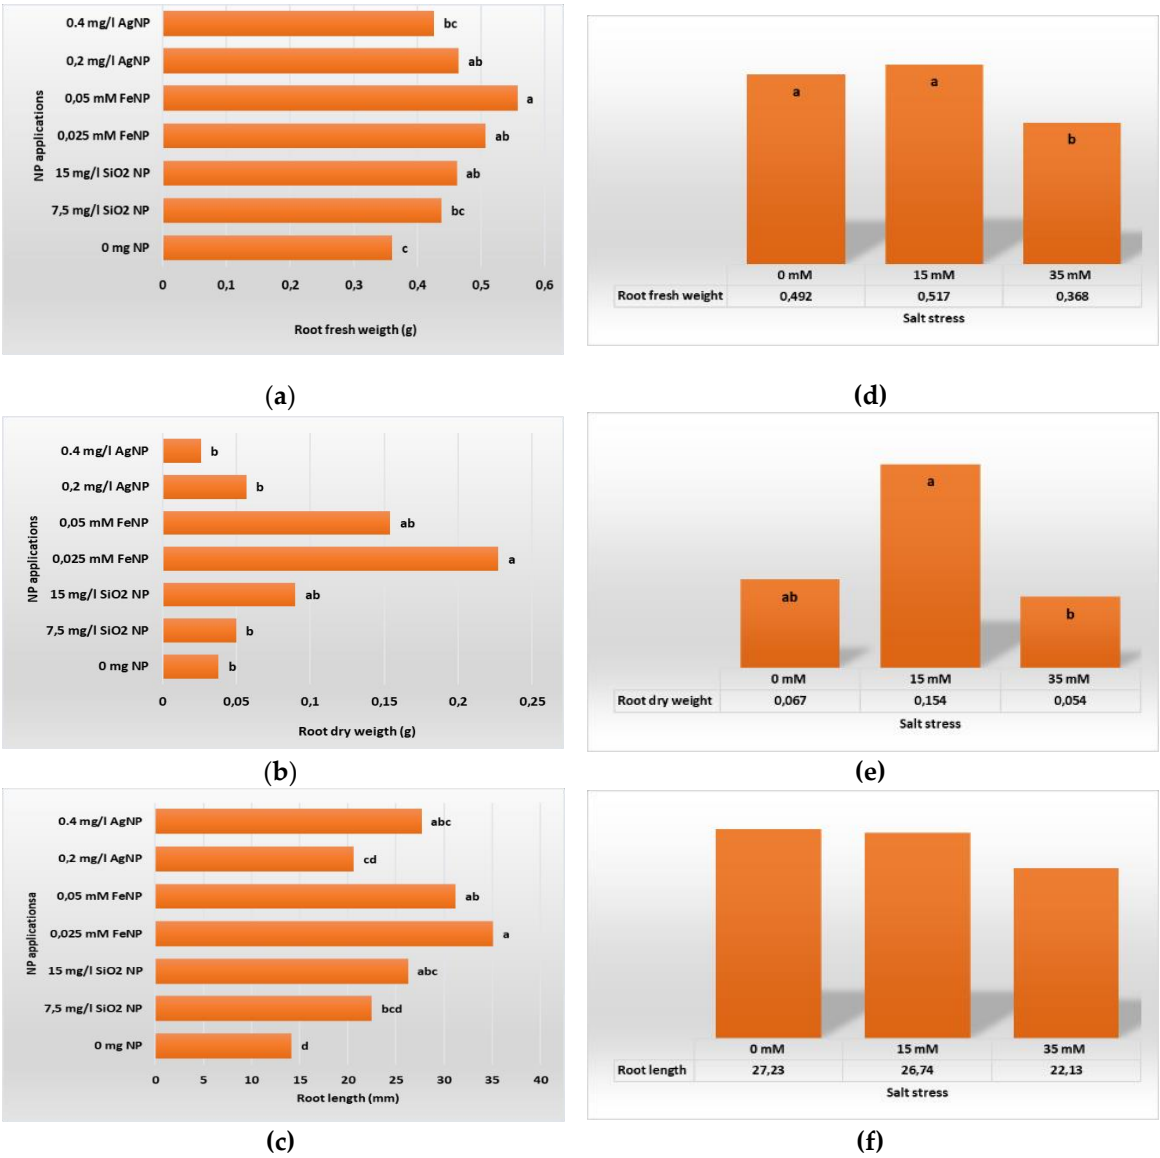 0.4 mg/l AgNP
bc
0,2 mg/l AgNP
ab
0,05 mM FeNP
a
0,025 mM FeNP
ab
15 mg/l SiO2 NP
ab
7,5 mg/l SiO2 NP
bc
0 mg NP
c
NP applications
0 0,1 0,2 0,3 0,4 0,5 0,6
Root fresh weigth (g)
(a)
a a b
0 mM 15 mM 35 mM
Root fresh weight 0,492 0,517 0,368
Salt stress
(d)
0.4 mg/l AgNP
b
0,2 mg/l AgNP
b
0,05 mM FeNP
ab
0,025 mM FeNP
a
15 mg/l SiO2 NP
ab
7,5 mg/l SiO2 NP
b
0 mg NP
b
NP applications
0 0,05 0,1 0,15 0,2 0,25
Root dry weigth (g)
(b)
ab a b
0 mM 15 mM 35 mM
Root dry weight 0,067 0,154 0,054
Salt stress
(e)
0.4 mg/l AgNP
abc
0,2 mg/l AgNP
cd
0,05 mM FeNP
ab
0,025 mM FeNP
a
15 mg/l SiO2 NP
abc
7,5 mg/l SiO2 NP
bcd
0 mg NP
d
NP applicationsa
0 5 10 15 20 25 30 35 40
Root length (mm)
(c)
0 mM 15 mM 35 mM
Root length 27,23 26,74 22,13
Salt stress
(f)